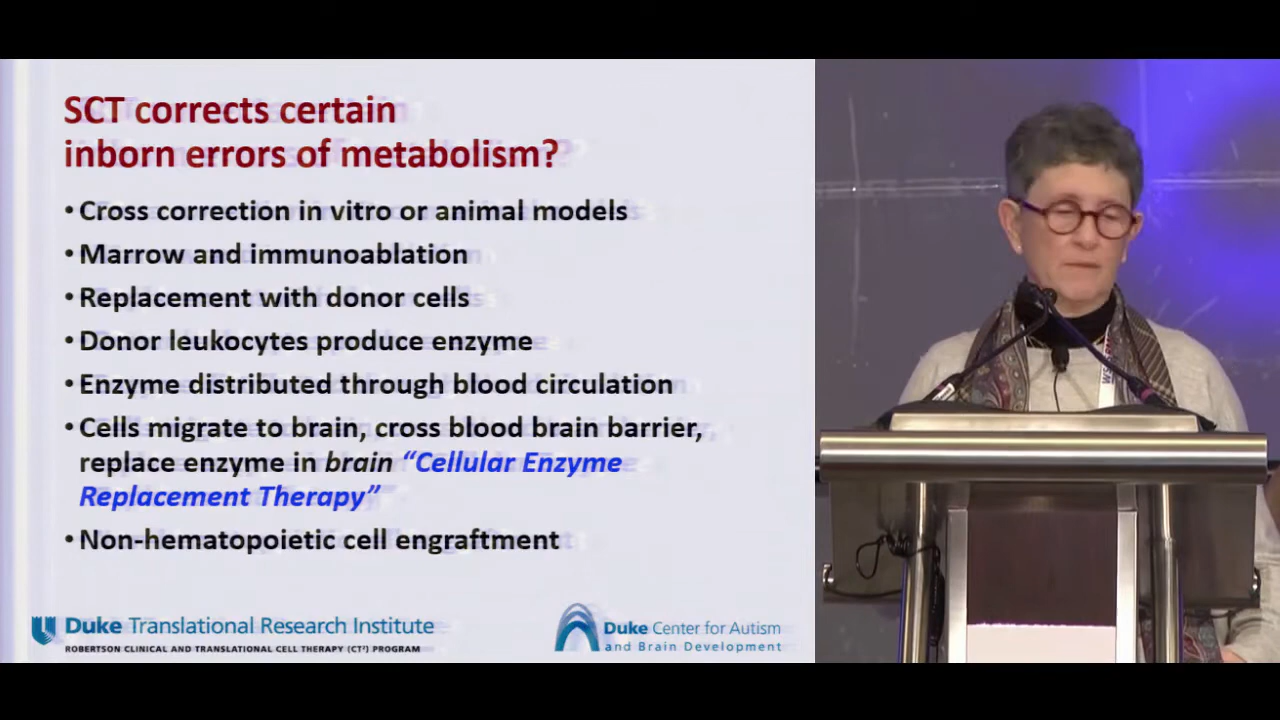 SCT corrects certain
inborn errors of metabolism?
• Cross correction in vitro or animal models
• Marrow and immunoablation
• Replacement with donor cells
• Donor leukocytes produce enzyme
• Enzyme distributed through blood circulation
• Cells migrate to brain, cross blood brain barrier,
replace enzyme in brain “Cellular Enzyme
Replacement Therapy”
• Non-hematopoietic cell engraftment
Duke Translational Research Institute
ROBERTSON CLINICAL AND TRANSLATIONAL CELL THERAPY (CT²) PROGRAM
Duke Center for Autism
and Brain Development